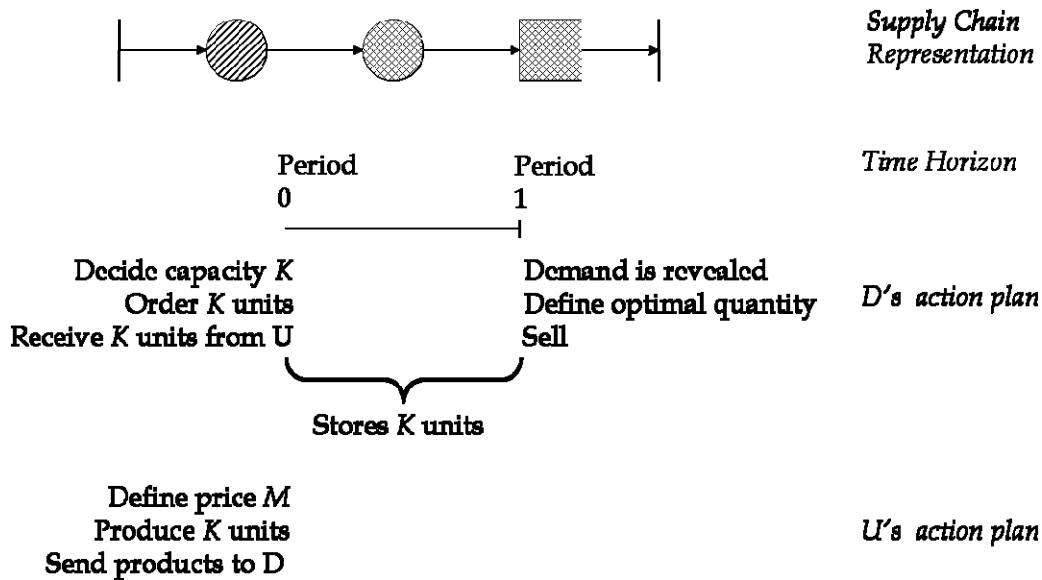 Supply Chain
Representation
Period Period Time Horizon
0 1
Decide capacity K Demand is revealed
Order K units Define optimal quantity D's action plan
Receive K units from U Sell
Stores K units
Define price M
Produce K units U's action plan
Send products to D